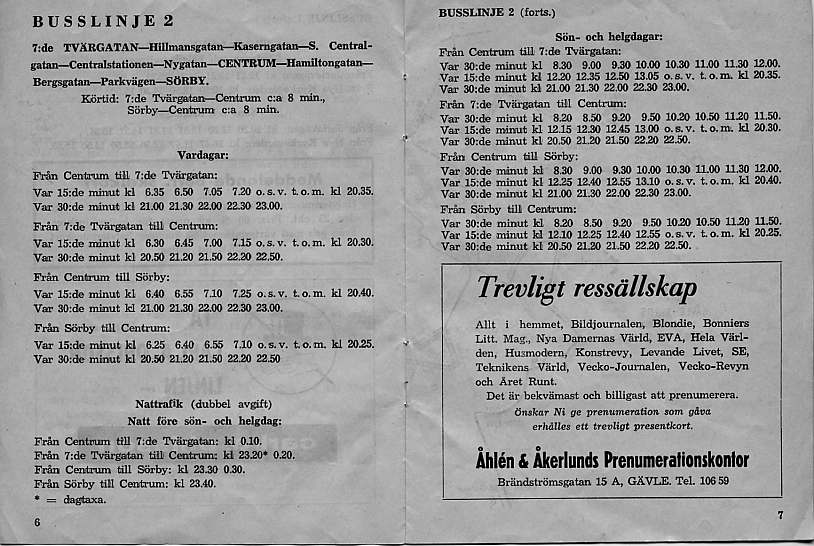 BUSSLINJE 2
7:de TVÄRGATAN—Hillmansgatan—Kaserngatan—S. Central-
gatan—Centralstationen—Nygatan—CENTRUM—Hamiltongatan—
Bergsgatan—Parkvägen—SÖRBY.
Körtid: 7:de Tvärgatan—Centrum c:a 8 min.,
Sörby—Centrum c:a 8 min.
Vardagar:
Från Centrum till 7:de Tvärgatan:
Var 15:de minut kl 6.35 6.50 7.05 7.20 o.s.v. t.o.m. kl 20.35.
Var 30:de minut kl 21.00 21.30 22.00 22.30 23.00.
Från 7:de Tvärgatan till Centrum:
Var 15:de minut kl 6.30 6.45 7.00 7.15 o.s.v. t.o.m. kl 20.30.
Var 30:de minut kl 20.50 21.20 21.50 22.20 22.50.
Från Centrum till Sörby:
Var 15:de minut kl 6.40 6.55 7.10 7.25 o.s.v. t.o.m. kl 20.40.
Var 30:de minut kl 21.00 21.30 22.00 22.30 23.00.
Från Sörby till Centrum:
Var 15:de minut kl 6.25 6.40 6.55 7.10 o.s.v. t.o.m. kl 20.25.
Var 30:de minut kl 20.50 21.20 21.50 22.20 22.50
Nattrafik (dubbel avgift)
Natt före sön- och helgdag:
Från Centrum till 7:de Tvärgatan: kl 0.10.
Från 7:de Tvärgatan till Centrum: kl 23.20* 0.20.
Från Centrum till Sörby: kl 23.30 0.30.
Från Sörby till Centrum: kl 23.40.
* = dagtaxa.
6
BUSSLINJE 2 (forts.)
Sön- och helgdagar:
Från Centrum till 7:de Tvärgatan:
Var 30:de minut kl 8.30 9.00 9.30 10.00 10.30 11.00 11.30 12.00.
Var 15:de minut kl 12.20 12.35 12.50 13.05 o.s.v. t.o.m. kl 20.35.
Var 30:de minut kl 21.00 21.30 22.00 22.30 23.00.
Från 7:de Tvärgatan till Centrum:
Var 30:de minut kl 8.20 8.50 9.20 9.50 10.20 10.50 11.20 11.50.
Var 15:de minut kl 12.15 12.30 12.45 13.00 o.s.v. t.o.m. kl 20.30.
Var 30:de minut kl 20.50 21.20 21.50 22.20 22.50.
Från Centrum till Sörby:
Var 30:de minut kl 8.30 9.00 9.30 10.00 10.30 11.00 11.30 12.00.
Var 15:de minut kl 12.25 12.40 12.55 13.10 o.s.v. t.o.m. kl 20.40.
Var 30:de minut kl 21.00 21.30 22.00 22.30 23.00.
Från Sörby till Centrum:
Var 30:de minut kl 8.20 8.50 9.20 9.50 10.20 10.50 11.20 11.50.
Var 15:de minut kl 12.10 12.25 12.40 12.55 o.s.v. t.o.m. kl 20.25.
Var 30:de minut kl 20.50 21.20 21.50 22.20 22.50.
Trevligt ressällskap
Allt i hemmet, Bildjournalen, Blondie, Bonniers
Litt. Mag., Nya Damernas Värld, EVA, Hela Värl-
den, Husmodern, Konstrevy, Levande Livet, SE,
Teknikens Värld, Vecko-Journalen, Vecko-Revyn
och Året Runt.
Det är bekvämast och billigast att prenumerera.
Önskar Ni ge prenumeration som gåva
erhålles ett trevligt presentkort.
Åhlén & Åkerlunds Prenumerationskontor
Brändströmsgatan 15 A, GÄVLE. Tel. 106 59
7